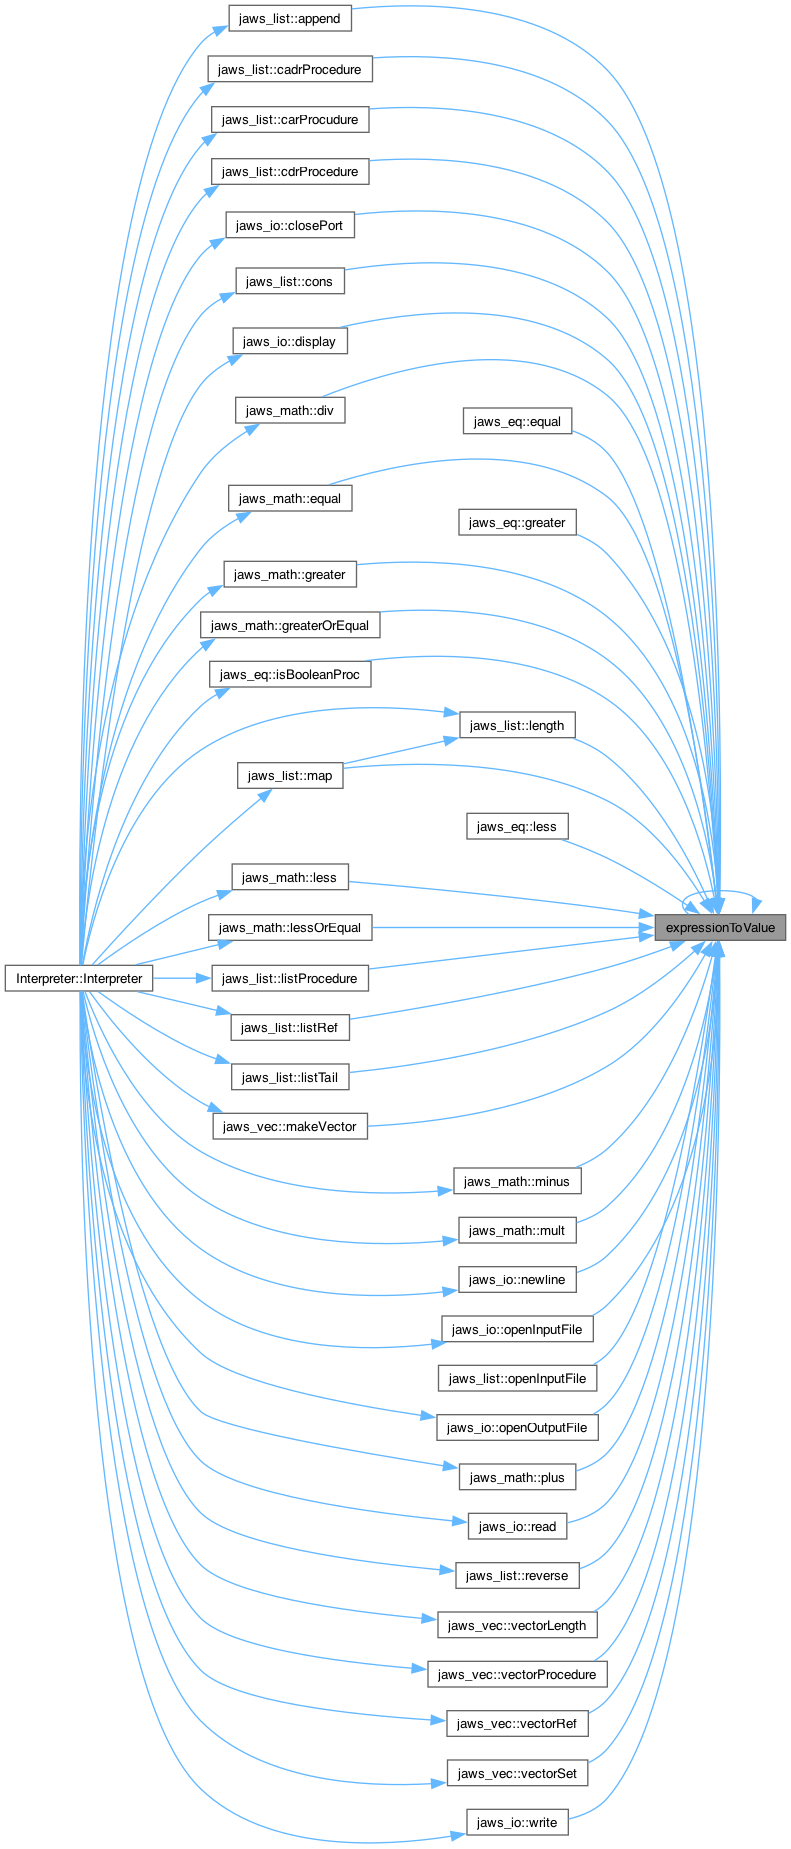 jaws_list::append
jaws_list::cadrProcedure
jaws_list::carProcudure
jaws_list::cdrProcedure
jaws_io::closePort
jaws_list::cons
jaws_io::display
jaws_math::div
jaws_eq::equal
jaws_math::equal
jaws_eq::greater
jaws_math::greater
jaws_math::greaterOrEqual
jaws_eq::isBooleanProc
jaws_list::length
jaws_list::map
jaws_eq::less
jaws_math::less
jaws_math::lessOrEqual
expressionToValue
Interpreter::Interpreter
jaws_list::listProcedure
jaws_list::listRef
jaws_list::listTail
jaws_vec::makeVector
jaws_math::minus
jaws_math::mult
jaws_io::newline
jaws_io::openInputFile
jaws_list::openInputFile
jaws_io::openOutputFile
jaws_math::plus
jaws_io::read
jaws_list::reverse
jaws_vec::vectorLength
jaws_vec::vectorProcedure
jaws_vec::vectorRef
jaws_vec::vectorSet
jaws_io::write